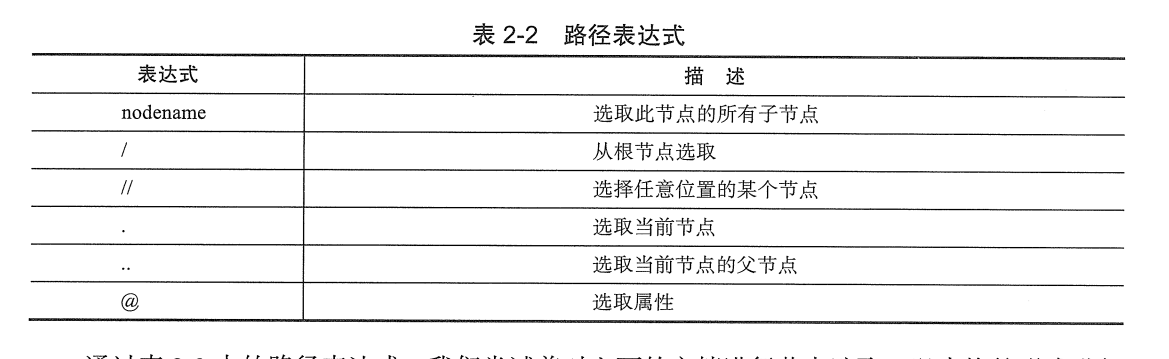 表 2-2 路径表达式
表达式 描 述
nodename 选取此节点的所有子节点
/ 从根节点选取
// 选择任意位置的某个节点
. 选取当前节点
.. 选取当前节点的父节点
@ 选取属性